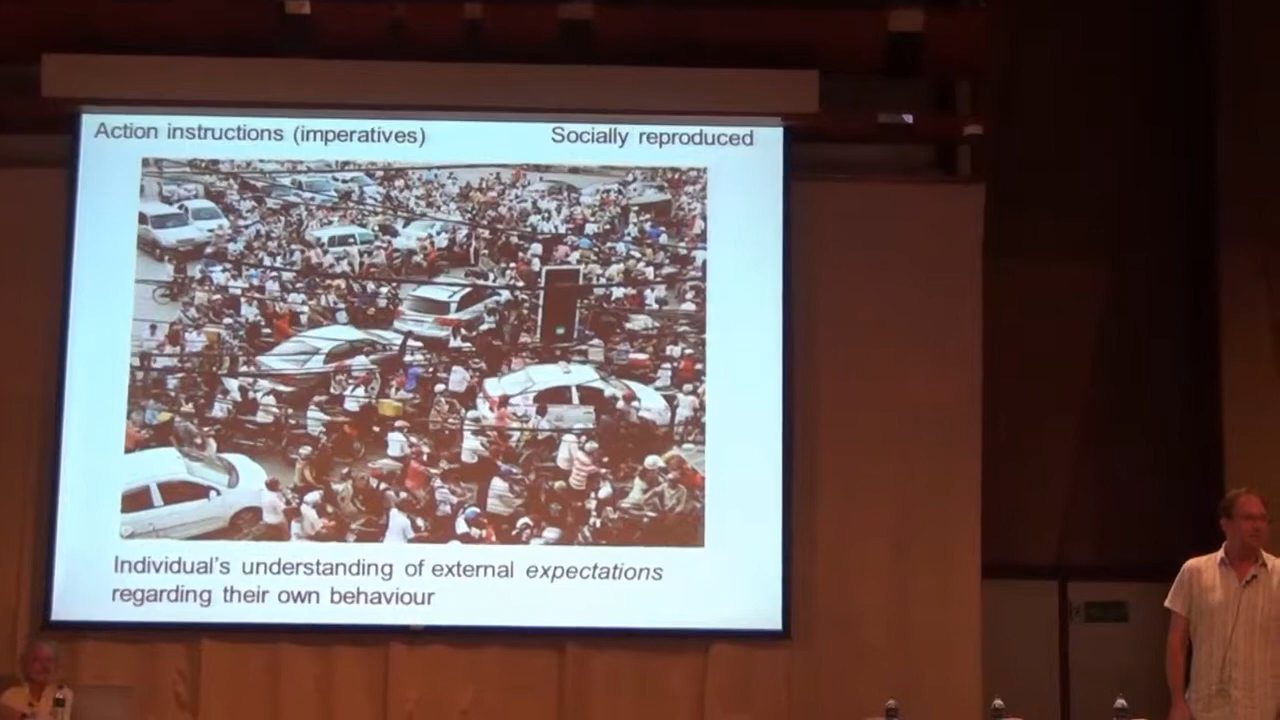 Action instructions (imperatives)
Socially reproduced
Individual's understanding of external expectations
regarding their own behaviour